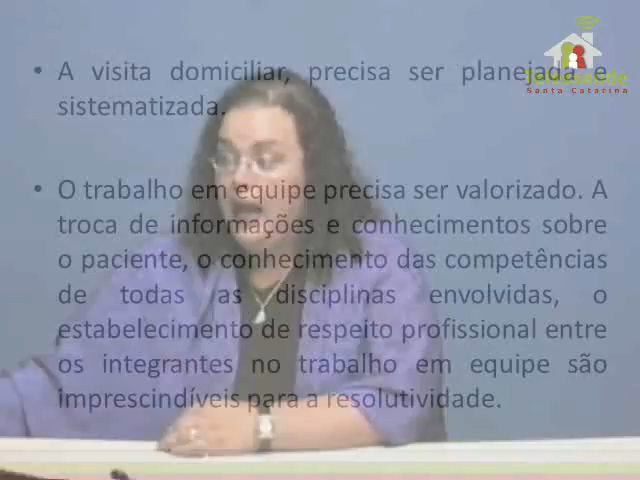 Telessaúde
Santa Catarina
• A visita domiciliar, precisa ser planejada e
sistematizada.
• O trabalho em equipe precisa ser valorizado. A
troca de informações e conhecimentos sobre
o paciente, o conhecimento das competências
de todas as disciplinas envolvidas, o
estabelecimento de respeito profissional entre
os integrantes no trabalho em equipe são
imprescindíveis para a resolutividade.